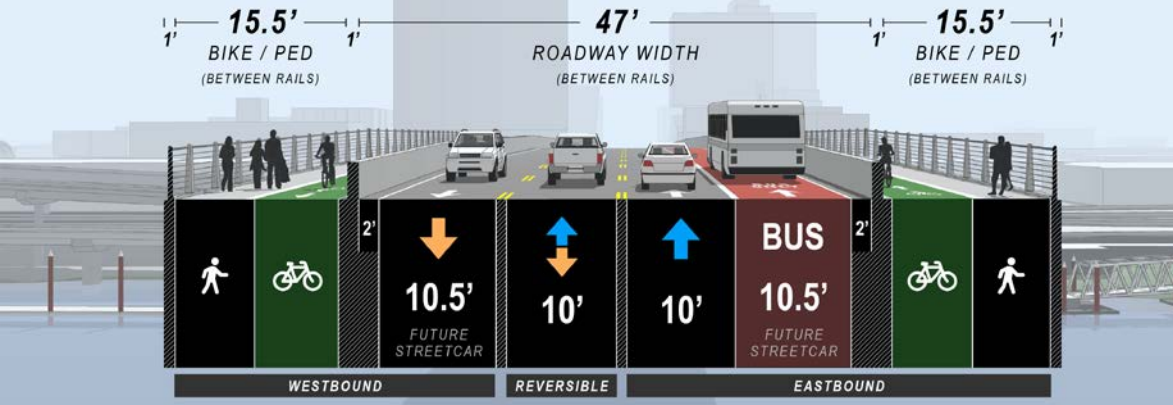 15.5’
47’
15.5’
1’
1’
1’
1’
BIKE / PED
ROADWAY WIDTH
BIKE / PED
(BETWEEN RAILS)
(BETWEEN RAILS)
(BETWEEN RAILS)
2’
BUS
2’
10.5’
10’
10’
10.5’
FUTURE
STREETCAR
FUTURE
STREETCAR
WESTBOUND
REVERSIBLE
EASTBOUND